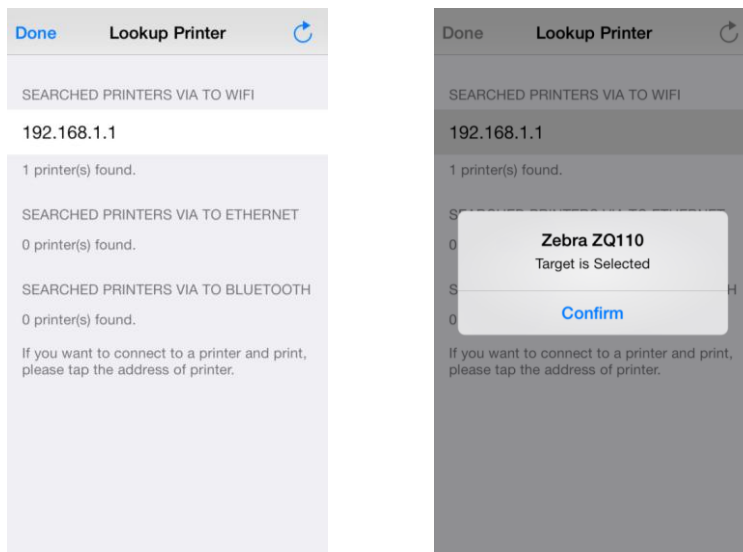 Done Lookup Printer
SEARCHED PRINTERS VIA TO WIFI
192.168.1.1
1 printer(s) found.
SEARCHED PRINTERS VIA TO ETHERNET
0 printer(s) found.
SEARCHED PRINTERS VIA TO BLUETOOTH
0 printer(s) found.
If you want to connect to a printer and print,
please tap the address of printer.
Done Lookup Printer
SEARCHED PRINTERS VIA TO WIFI
192.168.1.1
1 printer(s) found.
0
Zebra ZQ110
Target is Selected
Confirm
0
If you want to connect to a printer and print,
please tap the address of printer.